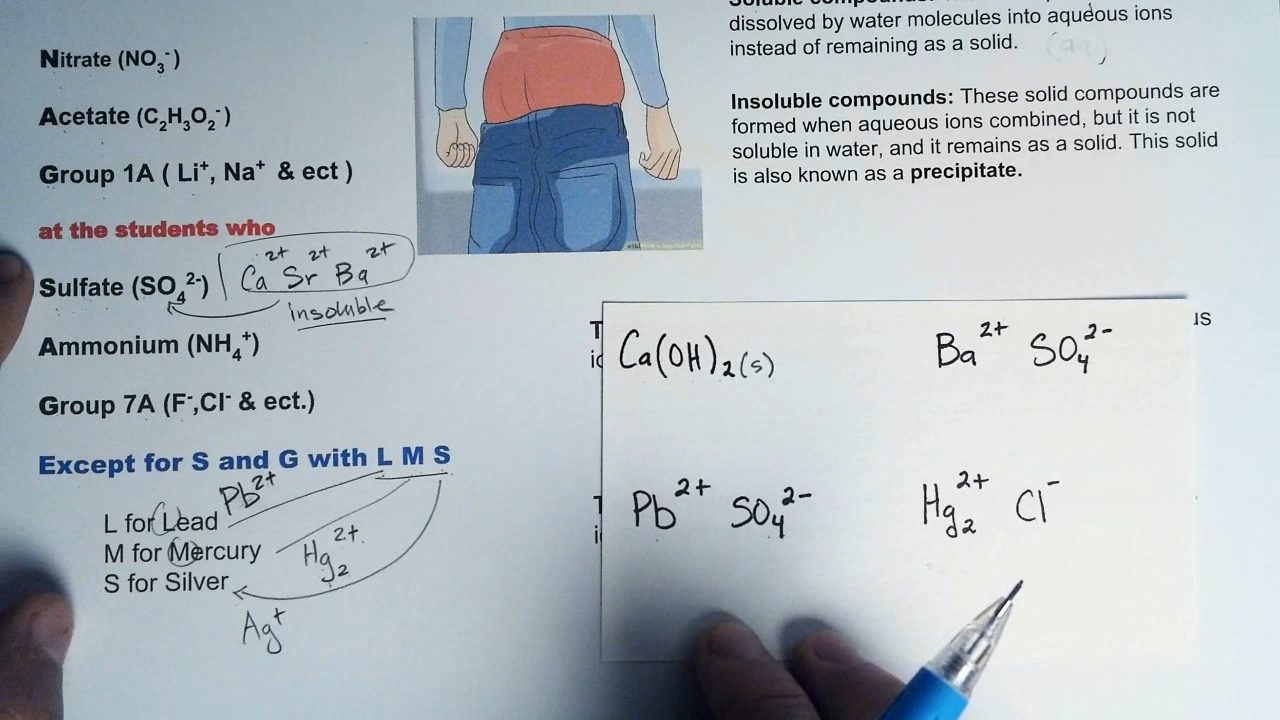 Nitrate (NO₃⁻)
Acetate (C₂H₃O₂⁻)
Group 1A ( Li⁺, Na⁺ & ect )
at the students who
Sulfate (SO₄²⁻) Ca²⁺ Sr²⁺ Ba²⁺
insoluble
Ammonium (NH₄⁺)
Group 7A (F⁻,Cl⁻ & ect.)
Except for S and G with L M S
Pb²⁺
L for Lead
M for Mercury Hg₂²⁺
S for Silver
Ag⁺
dissolved by water molecules into aqueous ions
instead of remaining as a solid. (aq)
Insoluble compounds: These solid compounds are
formed when aqueous ions combined, but it is not
soluble in water, and it remains as a solid. This solid
is also known as a precipitate.
Ca(OH)₂(s) Ba²⁺ SO₄²⁻
Pb²⁺ SO₄²⁻ Hg₂²⁺ Cl⁻